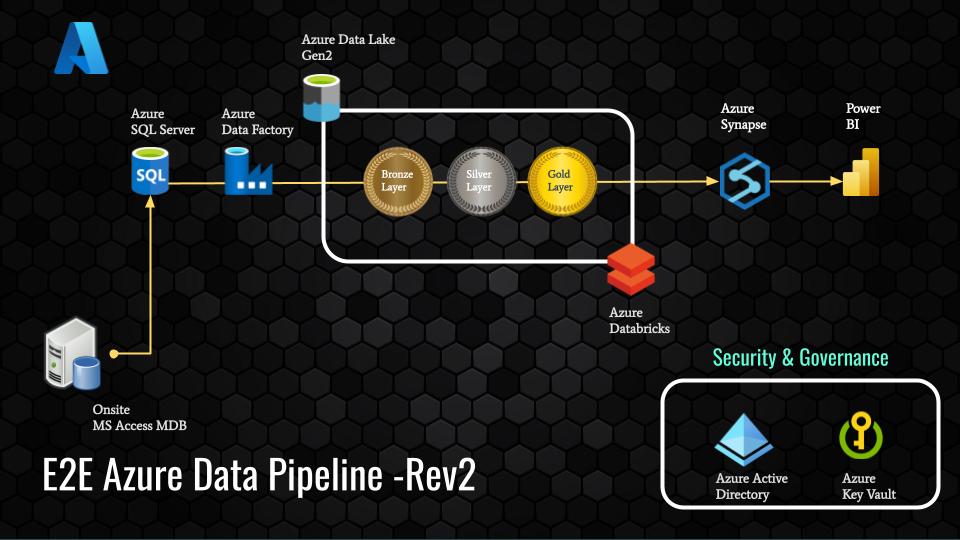 Azure Data Lake
Gen2
Azure
SQL Server
Azure
Data Factory
Azure
Synapse
Power
BI
SQL
Bronze
Layer
Silver
Layer
Gold
Layer
Azure
Databricks
Onsite
MS Access MDB
Security & Governance
Azure Active
Directory
Azure
Key Vault
E2E Azure Data Pipeline -Rev2